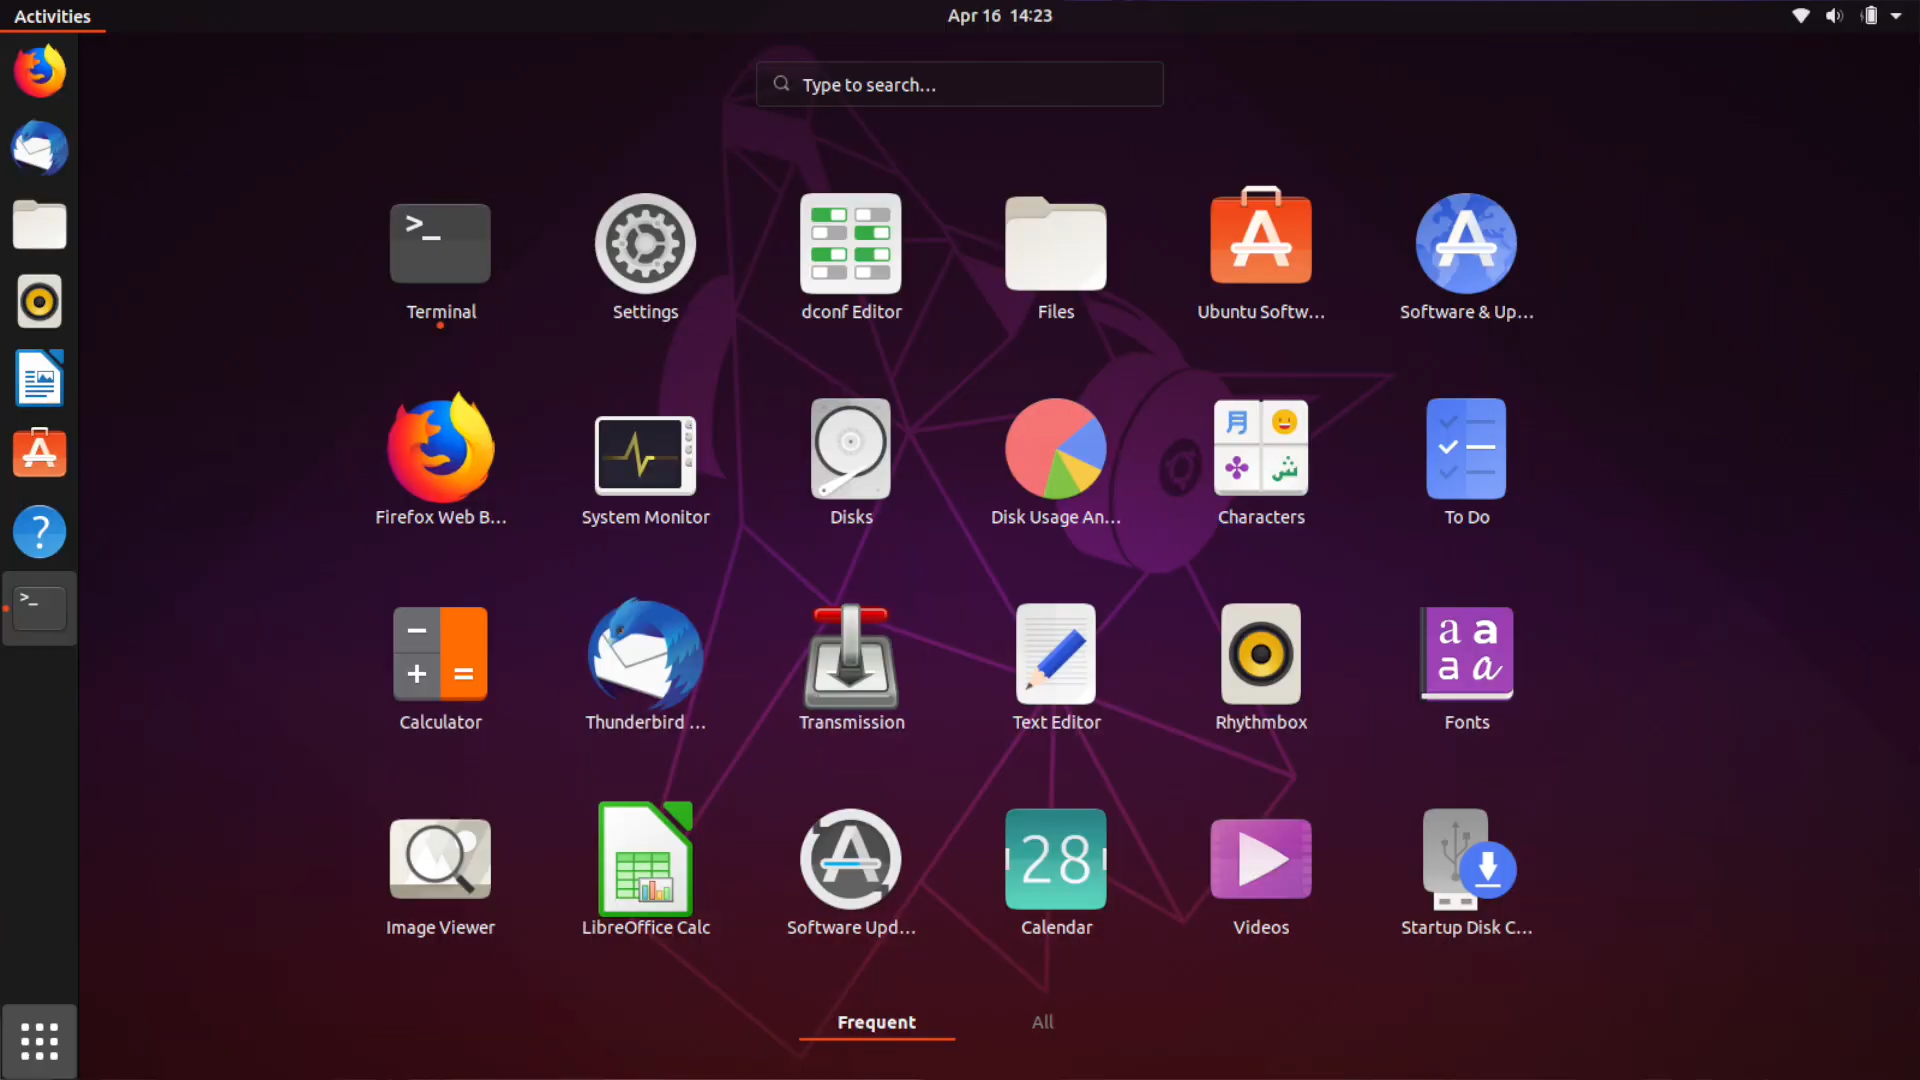 Activities
Apr 16 14:23
Type to search...
Terminal
Settings
dconf Editor
Files
Ubuntu Softw...
Software & Up...
Firefox Web B...
System Monitor
Disks
Disk Usage An...
月
ش
Characters
To Do
Calculator
Thunderbird ...
Transmission
Text Editor
Rhythmbox
a a
a a
Fonts
28
Image Viewer
LibreOffice Calc
Software Upd...
Calendar
Videos
Startup Disk C...
Frequent
All